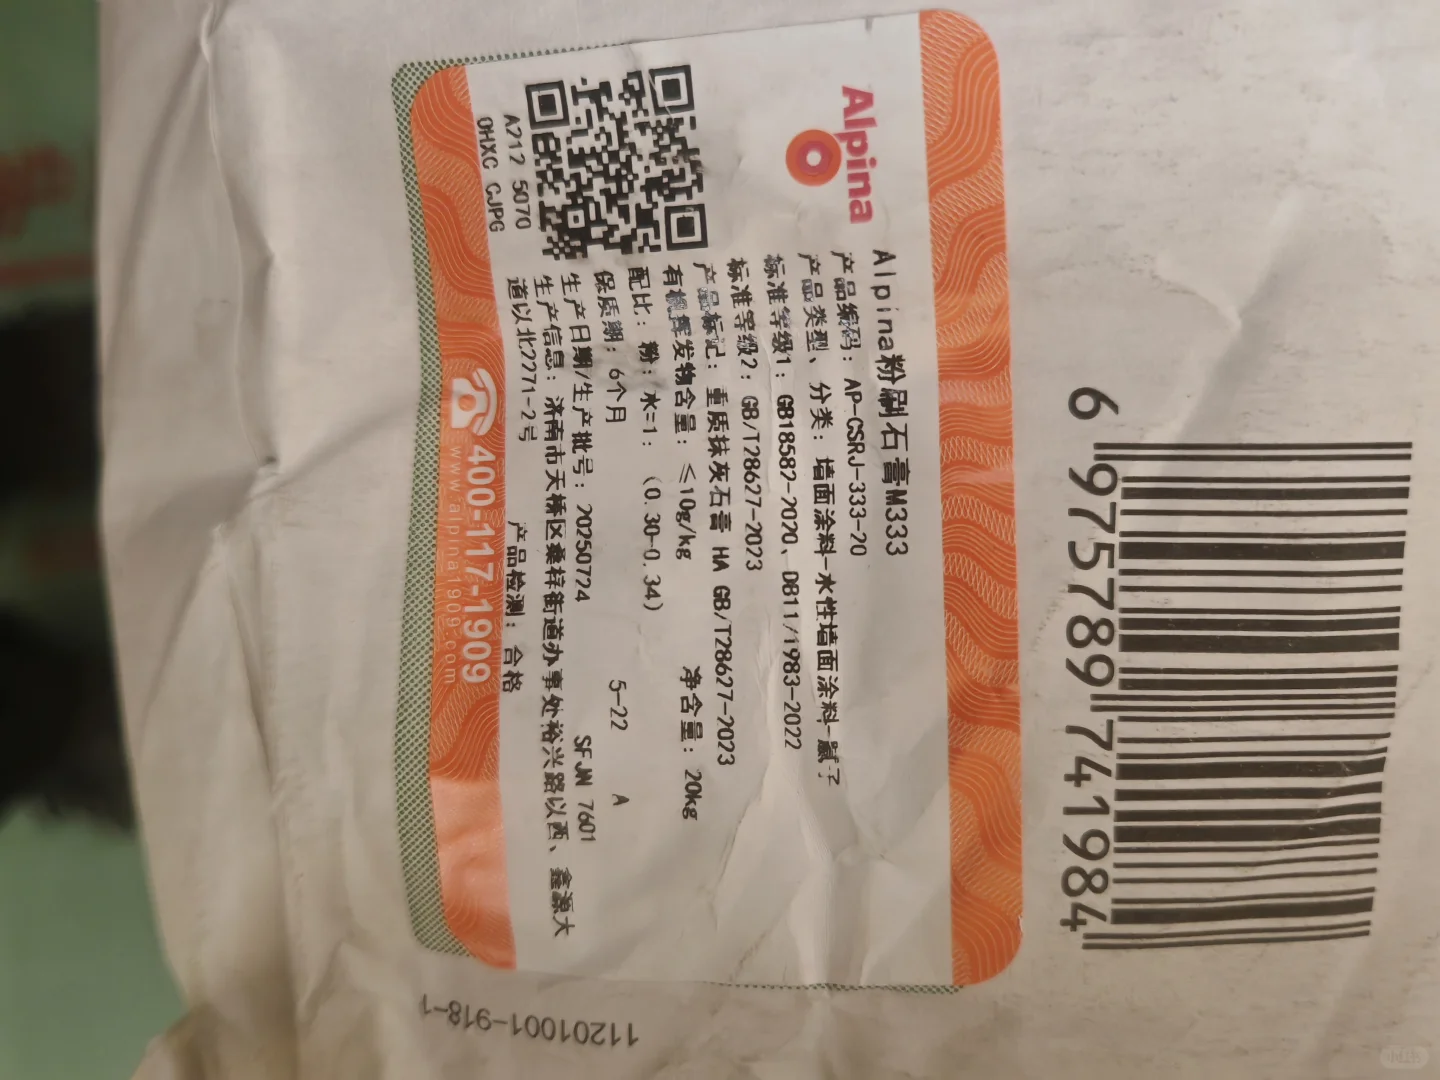 Alpina
Alpina粉刷石膏M333
产品编码：AP-CSRJ-333-20
产品类型、分类：墙面涂料-水性墙面涂料-腻子
标准等级1：GB18582-2020、DB11/1983-2022
标准等级2：GB/T28627-2023
产品标记：重质抹灰石膏 HA GB/T28627-2023
有机挥发物含量：≤10g/kg 净含量：20kg
配比：粉：水=1：（0.30-0.34）
保质期：6个月 5-22 A
生产日期/生产批号：20250724 SFJN 7601
生产信息：济南市天桥区桑梓街道办事处裕兴路以西、鑫源大
道以北2271-2号 产品检测：合格
A212 5070
0HXC CJPG
400-117-1909
www.alpina1909.com
6 975789 741984
11201001-918-1